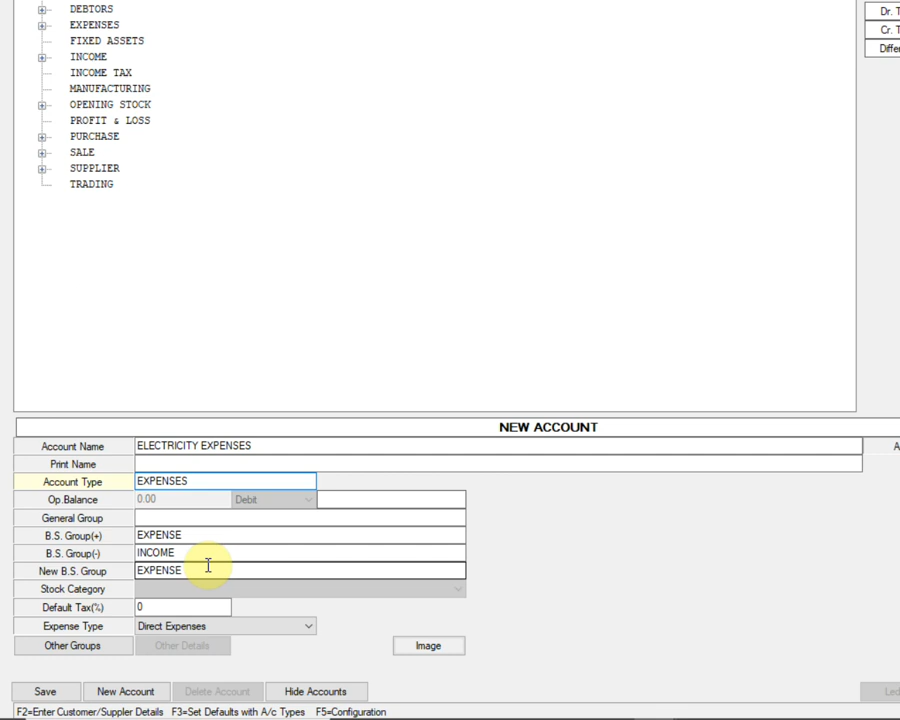 DEBTORS
EXPENSES
FIXED ASSETS
INCOME
INCOME TAX
MANUFACTURING
OPENING STOCK
PROFIT & LOSS
PURCHASE
SALE
SUPPLIER
TRADING
Dr. T
Cr. T
Differ
NEW ACCOUNT
Account Name ELECTRICITY EXPENSES A
Print Name
Account Type EXPENSES
Op.Balance 0.00 Debit
General Group
B.S. Group(+) EXPENSE
B.S. Group(-) INCOME
New B.S. Group EXPENSE
Stock Category
Default Tax(%) 0
Expense Type Direct Expenses
Other Groups Other Details Image
Save New Account Delete Account Hide Accounts Led
F2=Enter Customer/Suppler Details F3=Set Defaults with A/c Types F5=Configuration